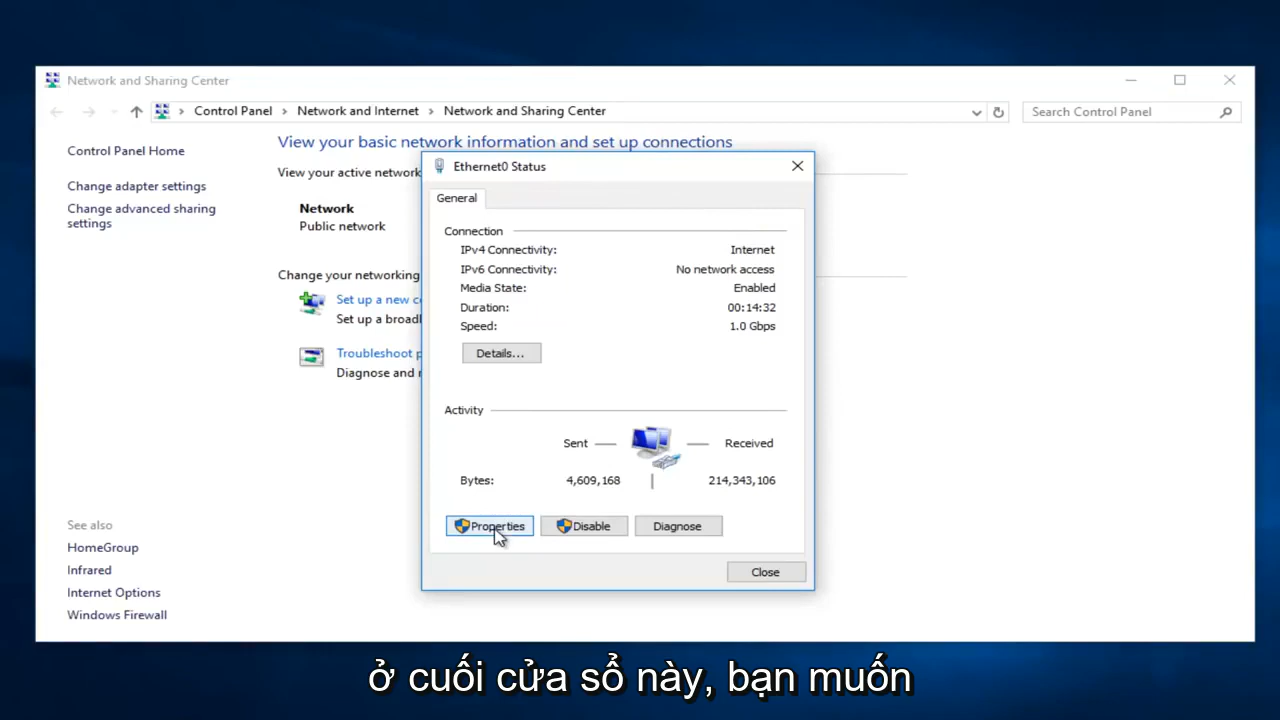 Network and Sharing Center
Control Panel > Network and Internet > Network and Sharing Center
Search Control Panel
Control Panel Home
Change adapter settings
Change advanced sharing
settings
See also
HomeGroup
Infrared
Internet Options
Windows Firewall
View your basic network information and set up connections
View your active network
Network
Public network
Change your networking
Set up a new c
Set up a broad
Troubleshoot p
Diagnose and r
Ethernet0 Status
General
Connection
IPv4 Connectivity: Internet
IPv6 Connectivity: No network access
Media State: Enabled
Duration: 00:14:32
Speed: 1.0 Gbps
Details...
Activity
Sent — — Received
Bytes: 4,609,168 | 214,343,106
Properties Disable Diagnose
Close
ở cuối cửa sổ này, bạn muốn